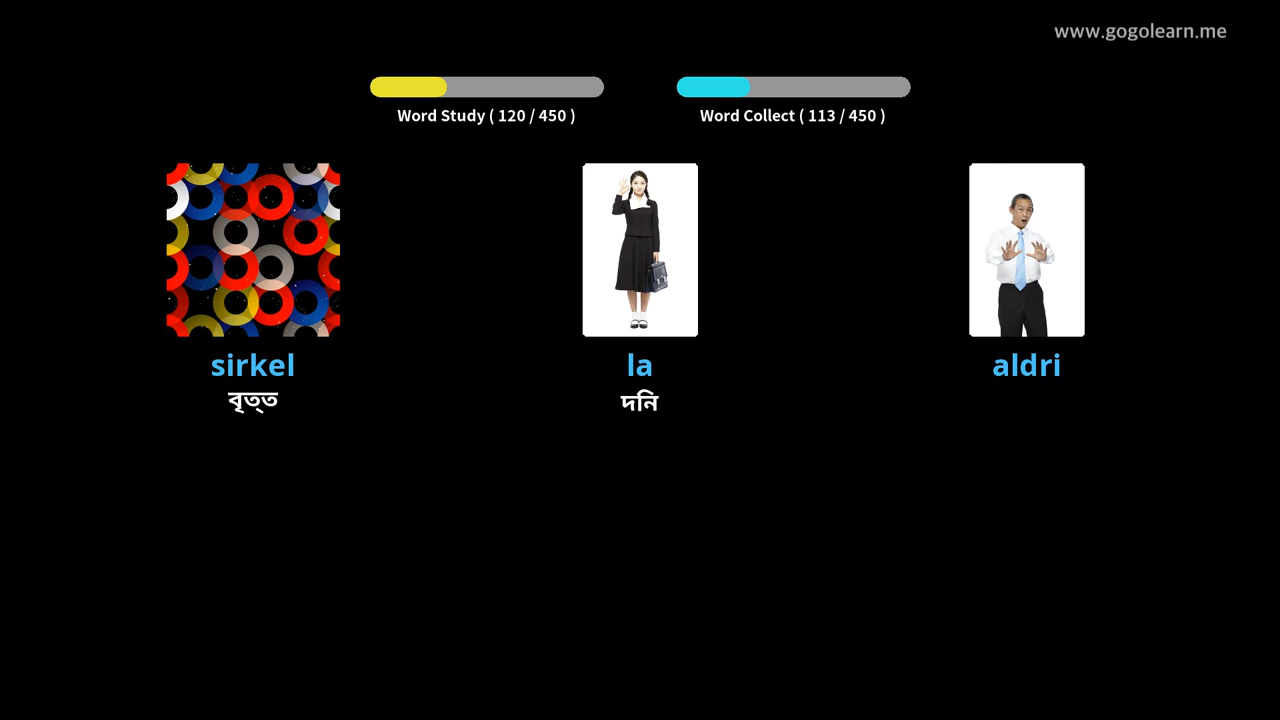 www.gogolearn.me
Word Study ( 120 / 450 )
Word Collect ( 113 / 450 )
sirkel
বৃত্ত
la
দিন
aldri